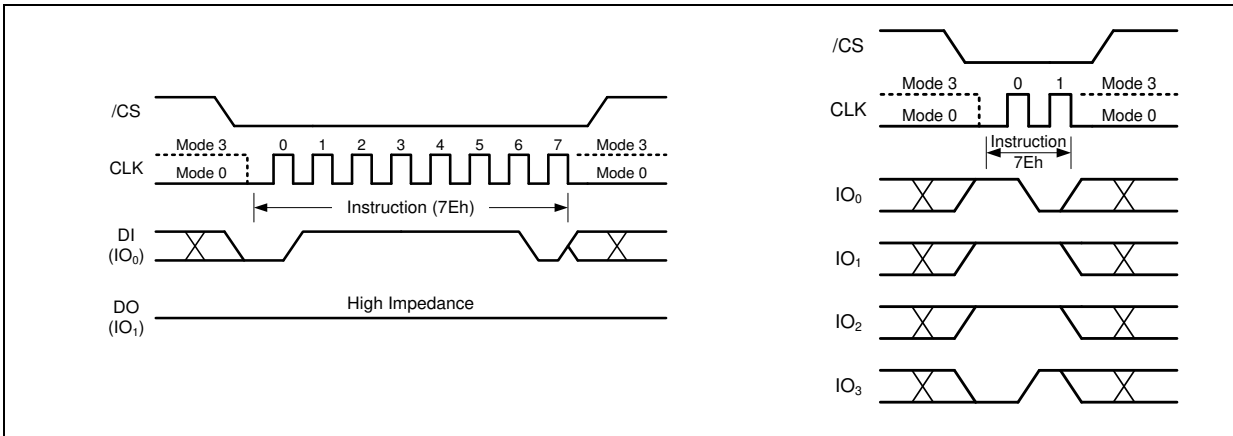 /CS
Mode 3 0 1 2 3 4 5 6 7 Mode 3
CLK
Mode 0 Mode 0
Instruction (7Eh)
DI
(IO₀)
High Impedance
DO
(IO₁)
/CS
Mode 3 0 1 Mode 3
CLK
Mode 0 Mode 0
Instruction
7Eh
IO₀
IO₁
IO₂
IO₃